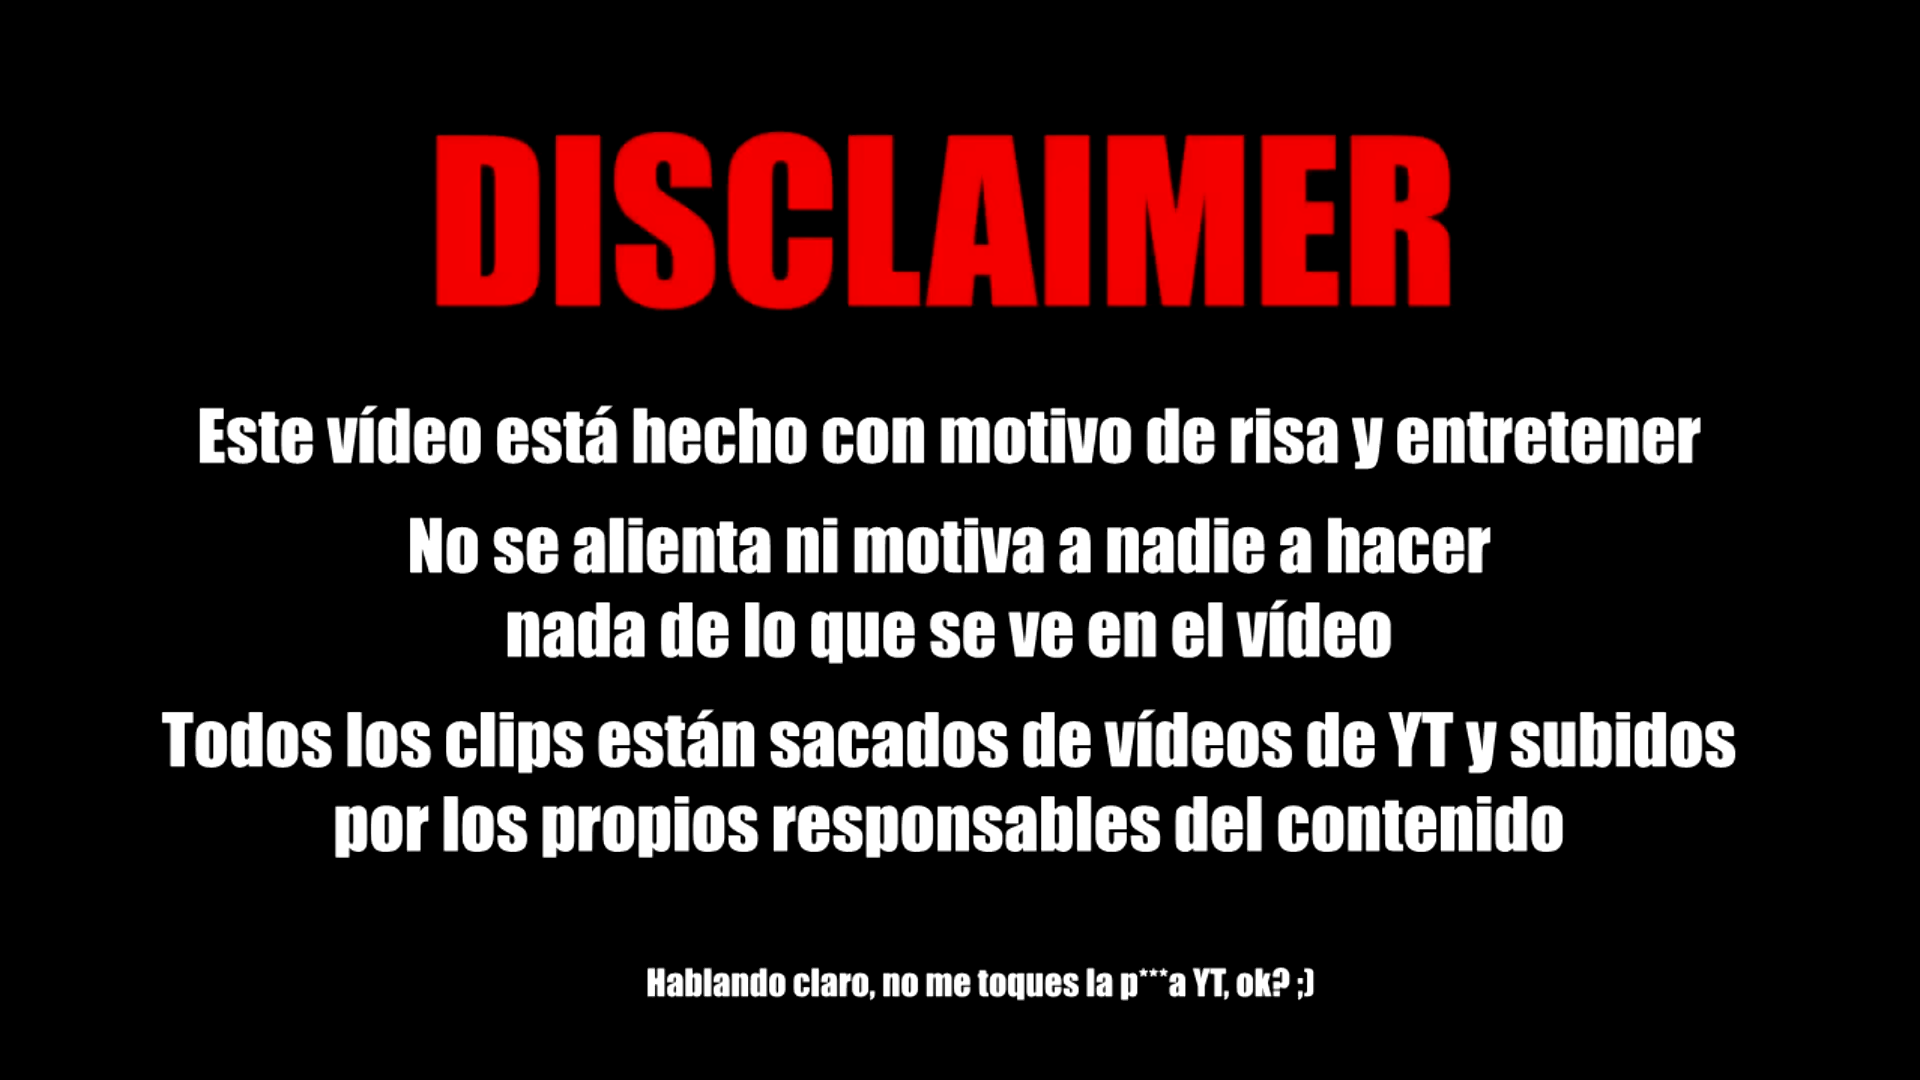 DISCLAIMER
Este vídeo está hecho con motivo de risa y entretener
No se alienta ni motiva a nadie a hacer
nada de lo que se ve en el vídeo
Todos los clips están sacados de vídeos de YT y subidos
por los propios responsables del contenido
Hablando claro, no me toques la p***a YT, ok? ;)